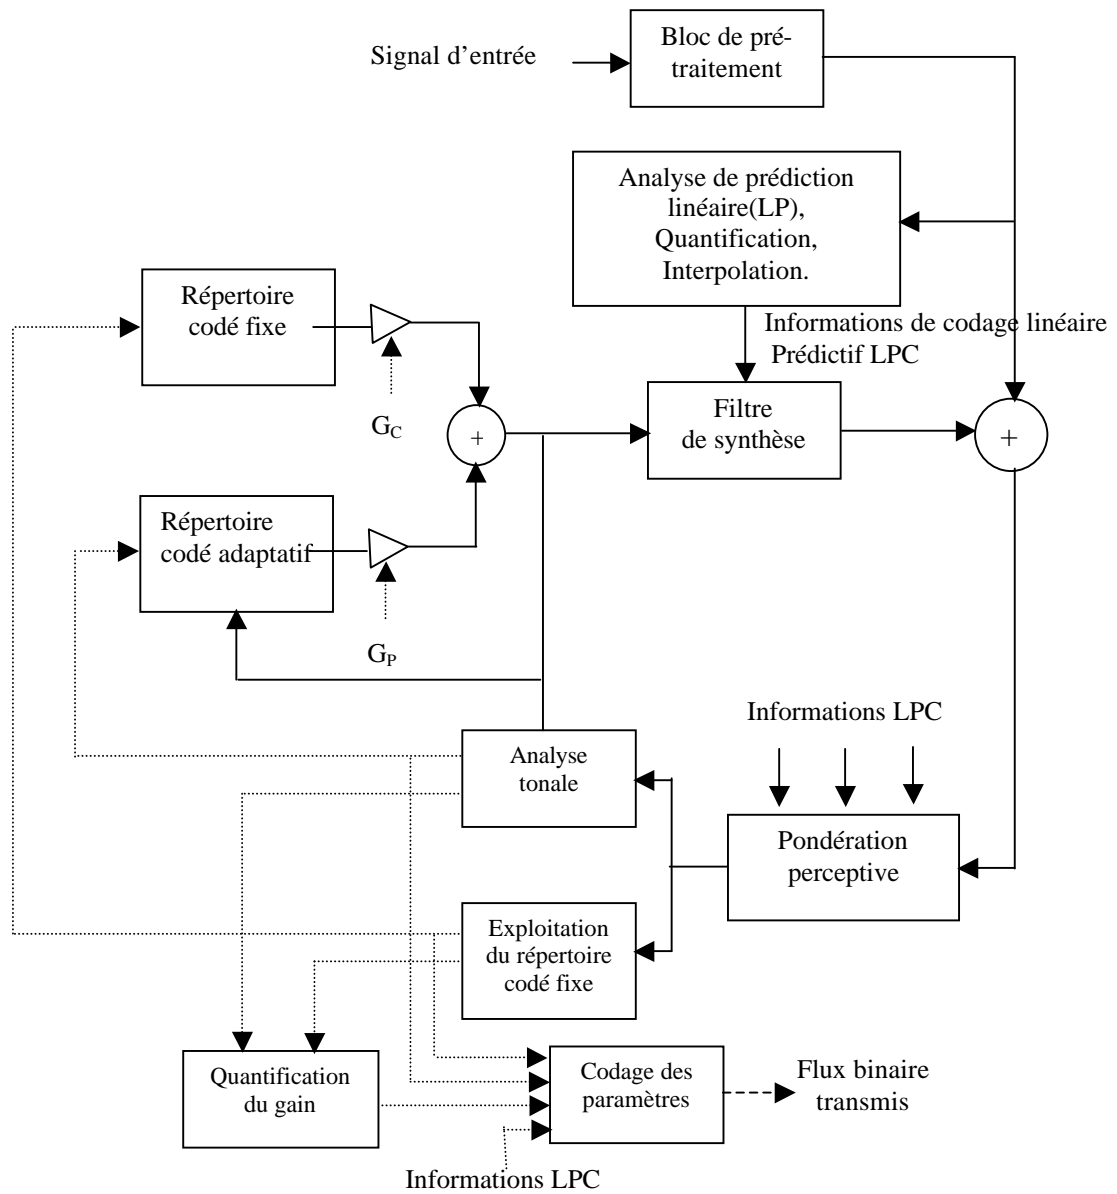 Signal d’entrée
Bloc de pré-
traitement
Analyse de prédiction
linéaire(LP),
Quantification,
Interpolation.
Informations de codage linéaire
Prédictif LPC
Répertoire
codé fixe
G_C
+
Filtre
de synthèse
+
Répertoire
codé adaptatif
G_P
Informations LPC
Analyse
tonale
Pondération
perceptive
Exploitation
du répertoire
codé fixe
Quantification
du gain
Codage des
paramètres
Flux binaire
transmis
Informations LPC